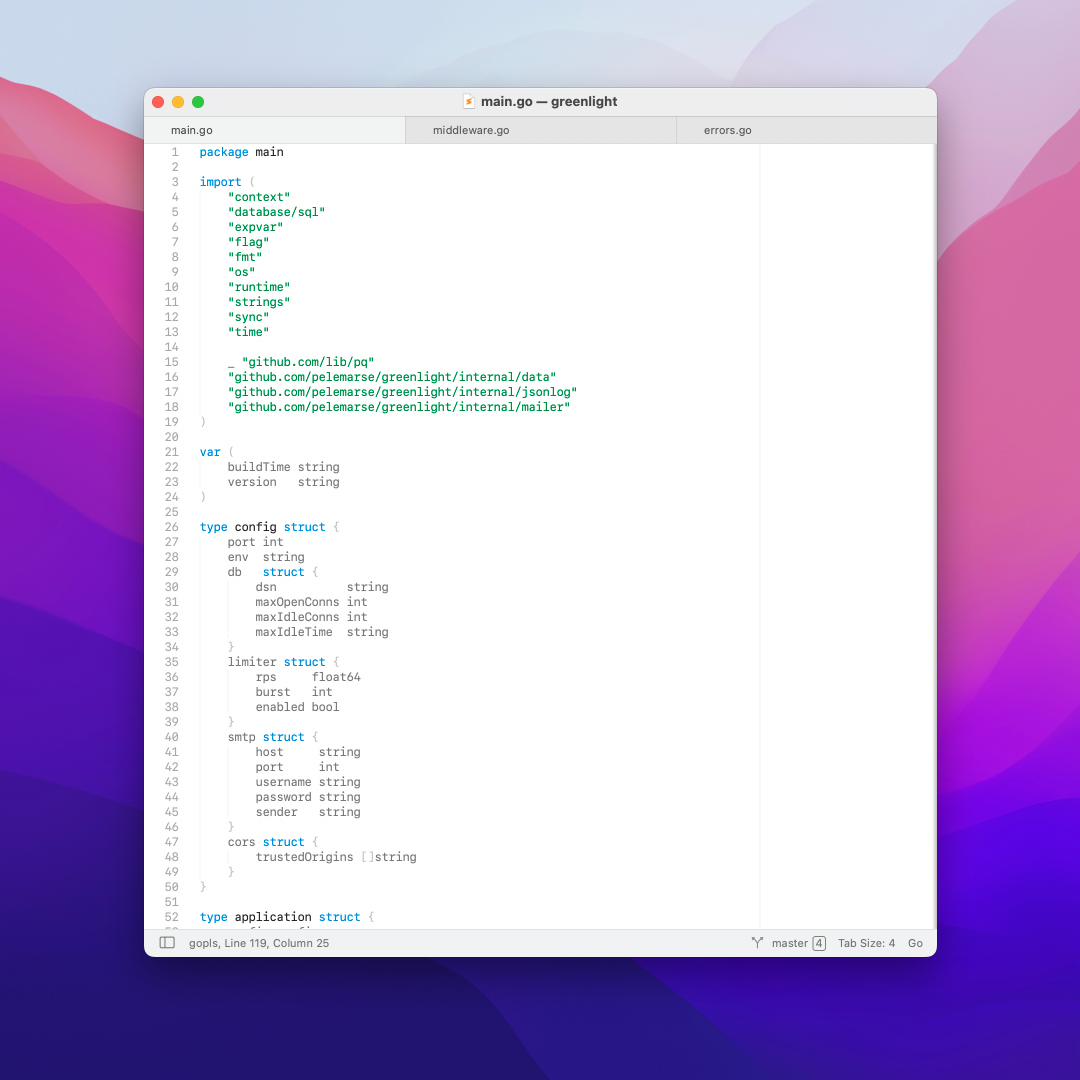 main.go — greenlight
main.go middleware.go errors.go
1 package main
2
3 import (
4 "context"
5 "database/sql"
6 "expvar"
7 "flag"
8 "fmt"
9 "os"
10 "runtime"
11 "strings"
12 "sync"
13 "time"
14
15 _ "github.com/lib/pq"
16 "github.com/pelemarse/greenlight/internal/data"
17 "github.com/pelemarse/greenlight/internal/jsonlog"
18 "github.com/pelemarse/greenlight/internal/mailer"
19 )
20
21 var (
22 buildTime string
23 version string
24 )
25
26 type config struct {
27 port int
28 env string
29 db struct {
30 dsn string
31 maxOpenConns int
32 maxIdleConns int
33 maxIdleTime string
34 }
35 limiter struct {
36 rps float64
37 burst int
38 enabled bool
39 }
40 smtp struct {
41 host string
42 port int
43 username string
44 password string
45 sender string
46 }
47 cors struct {
48 trustedOrigins []string
49 }
50 }
51
52 type application struct {
gopls, Line 119, Column 25 master 4 Tab Size: 4 Go